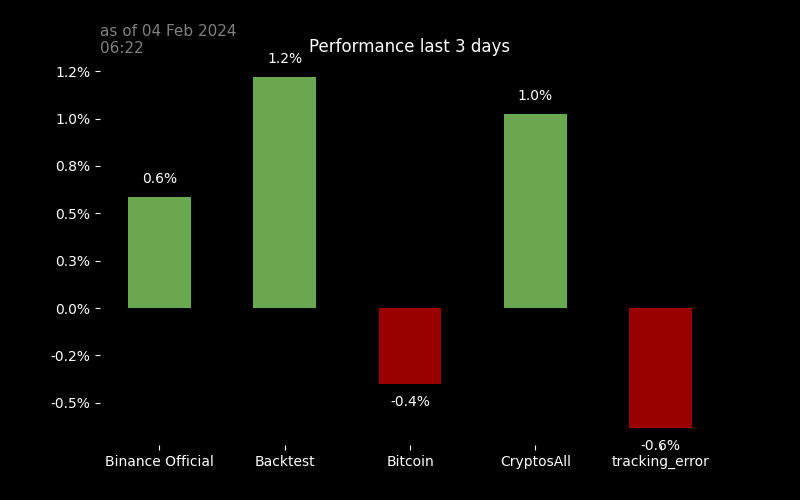 as of 04 Feb 2024
06:22
Performance last 3 days
1.2%
1.0%
0.8%
0.5%
0.3%
0.0%
-0.2%
-0.5%
0.6%
1.2%
-0.4%
1.0%
-0.6%
Binance Official
Backtest
Bitcoin
CryptosAll
tracking_error